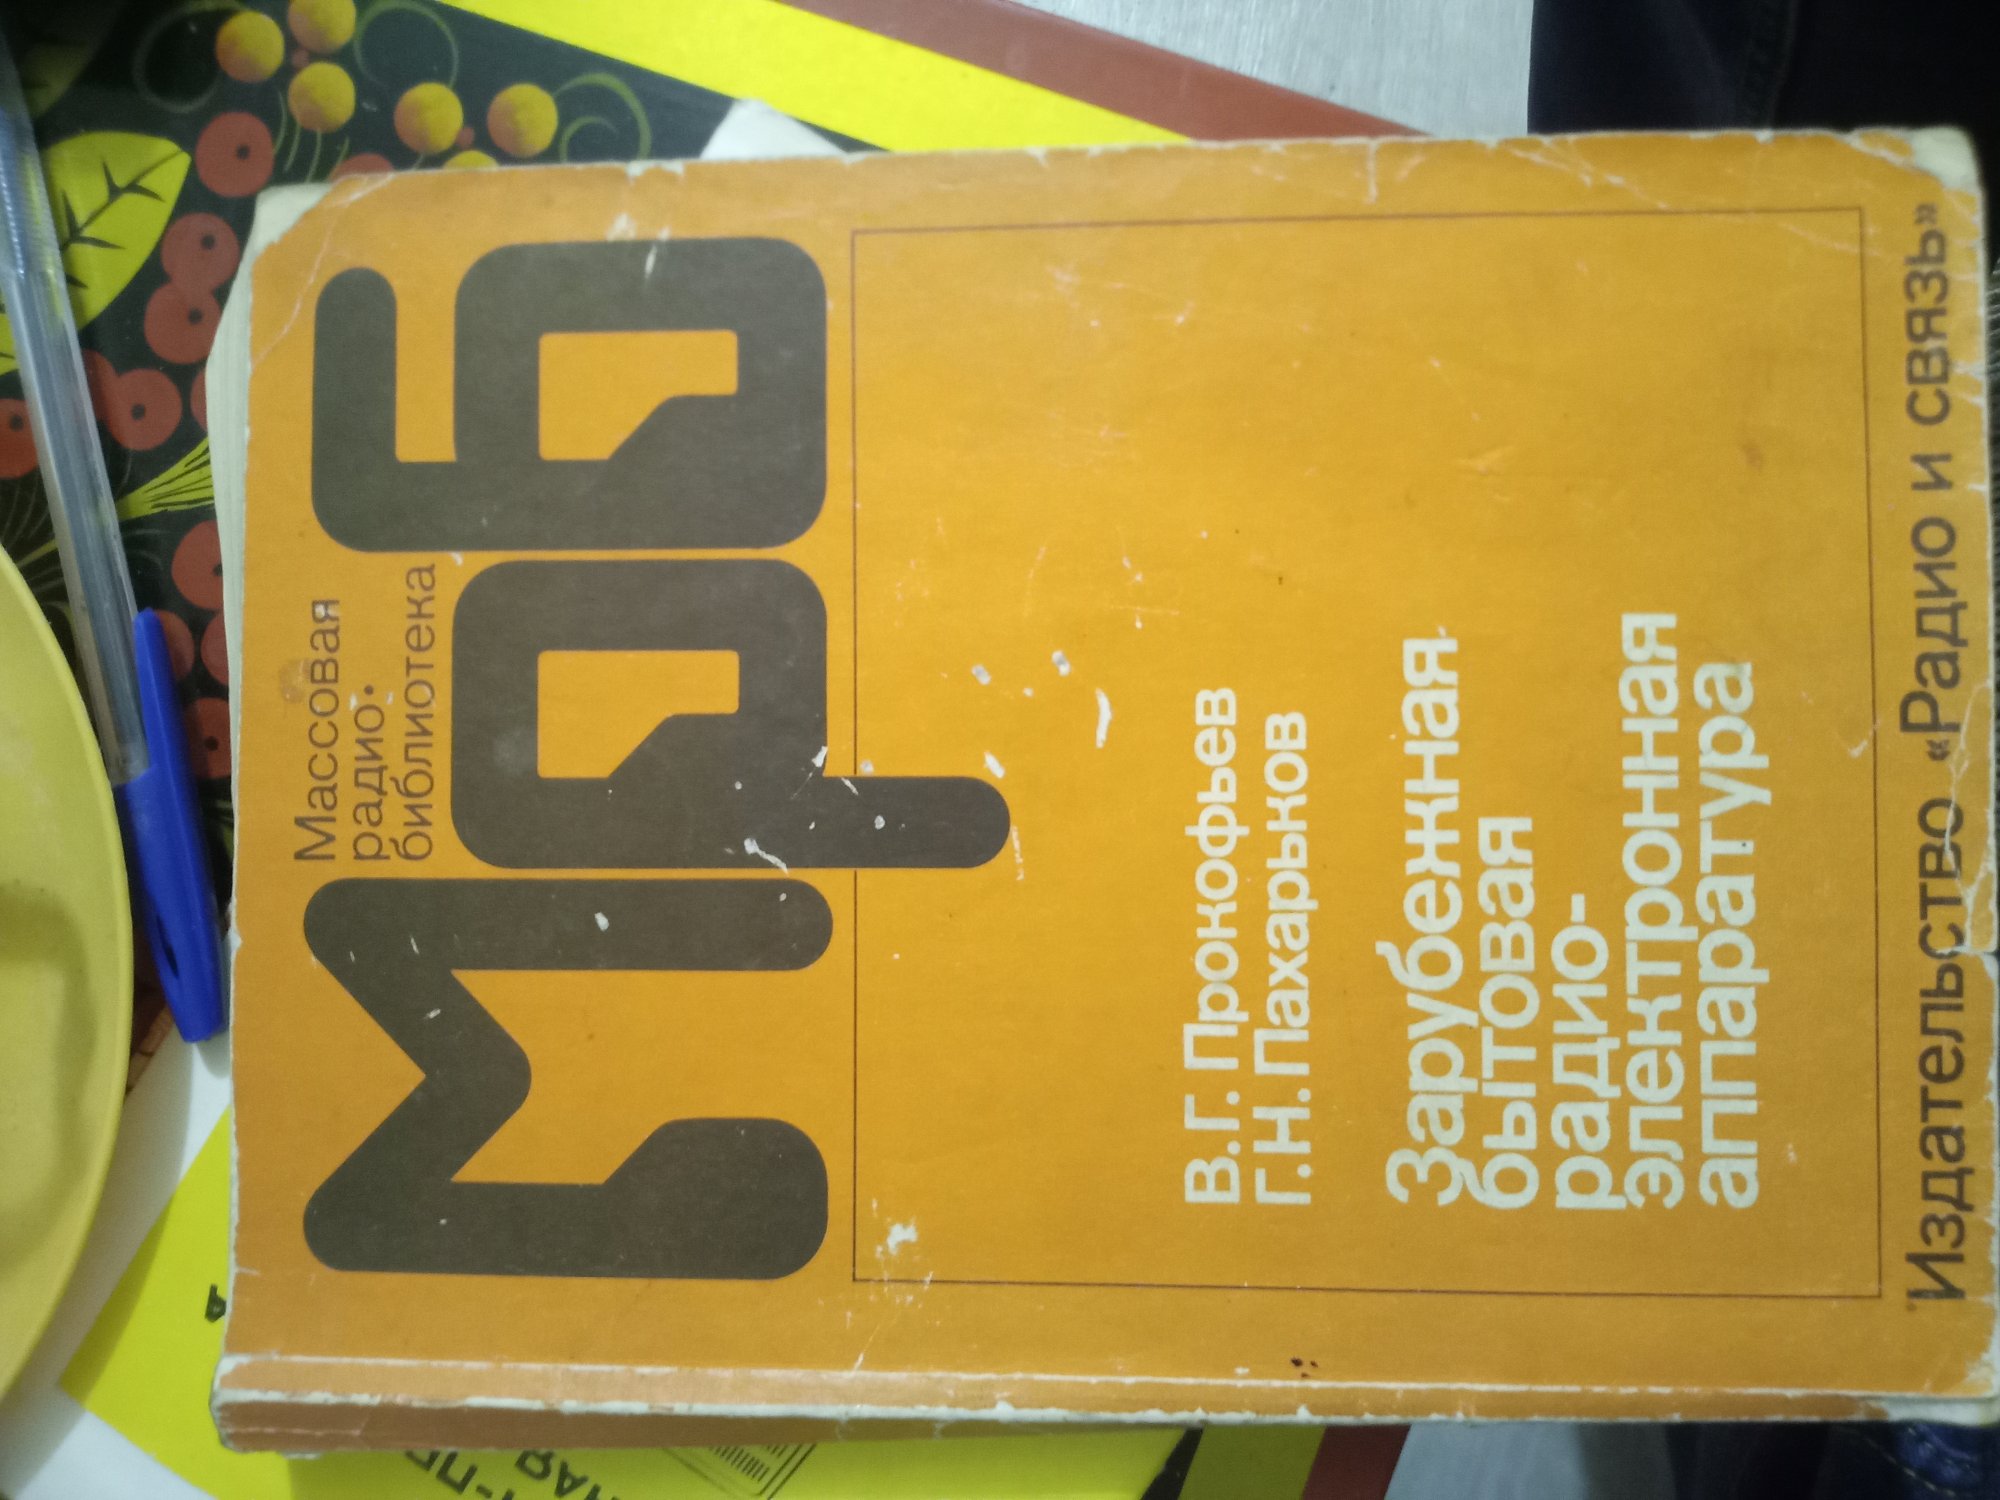 Массовая
радио·
библиотека
Мрб
В.Г. Прокофьев
Г.Н. Пахарьков
Зарубежная
бытовая
радио-
электронная
аппаратура
Издательство «Радио и связь»